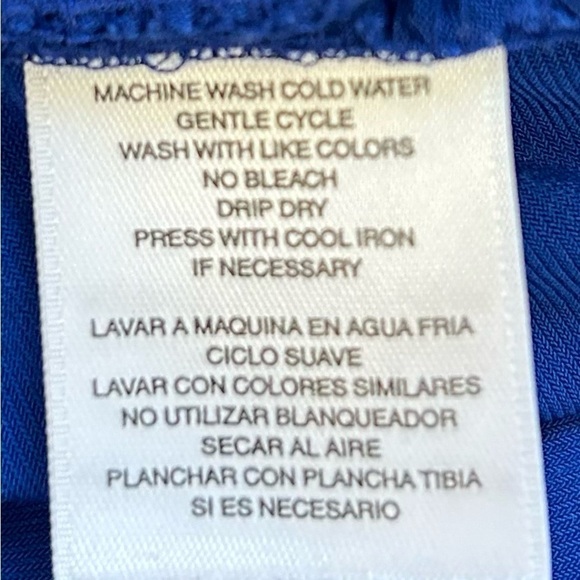 MACHINE WASH COLD WATER
GENTLE CYCLE
WASH WITH LIKE COLORS
NO BLEACH
DRIP DRY
PRESS WITH COOL IRON
IF NECESSARY
LAVAR A MAQUINA EN AGUA FRIA
CICLO SUAVE
LAVAR CON COLORES SIMILARES
NO UTILIZAR BLANQUEADOR
SECAR AL AIRE
PLANCHAR CON PLANCHA TIBIA
SI ES NECESARIO